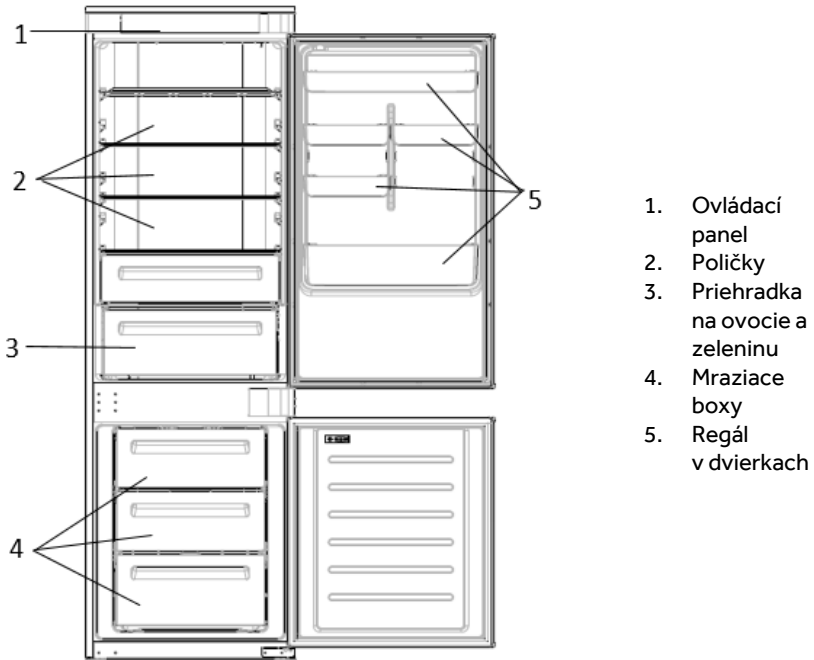 1
2
3
4
5
1. Ovládací
panel
2. Poličky
3. Priehradka
na ovocie a
zeleninu
4. Mraziace
boxy
5. Regál
v dvierkach